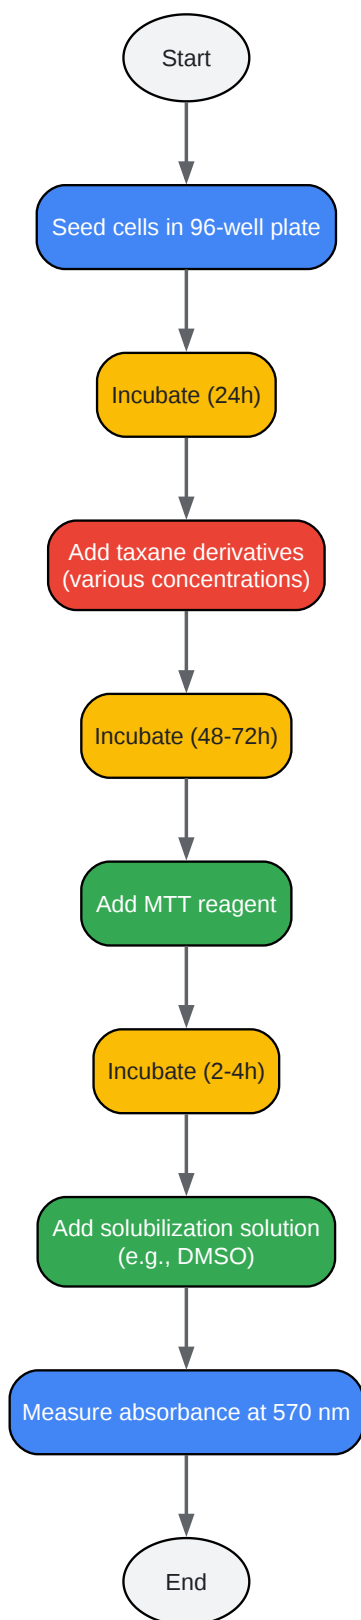 Start
Seed cells in 96-well plate
Incubate (24h)
Add taxane derivatives
(various concentrations)
Incubate (48-72h)
Add MTT reagent
Incubate (2-4h)
Add solubilization solution
(e.g., DMSO)
Measure absorbance at 570 nm
End